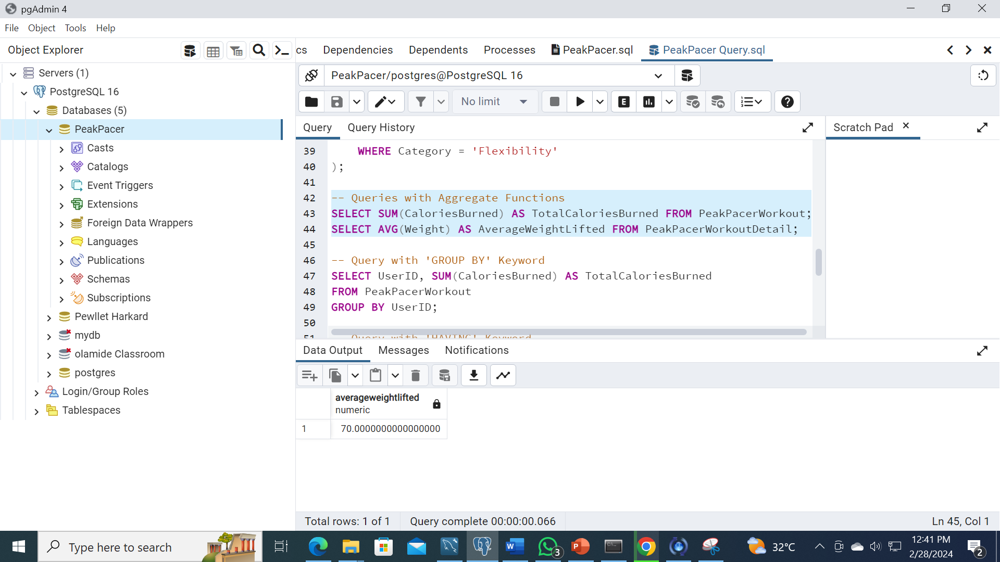 pgAdmin 4
File Object Tools Help
Object Explorer
cs Dependencies Dependents Processes PeakPacer.sql PeakPacer Query.sql
Servers (1)
PostgreSQL 16
Databases (5)
PeakPacer
Casts
Catalogs
Event Triggers
Extensions
Foreign Data Wrappers
Languages
Publications
Schemas
Subscriptions
Pewllet Harkard
mydb
olamide Classroom
postgres
Login/Group Roles
Tablespaces
PeakPacer/postgres@PostgreSQL 16
No limit
E
Query Query History
Scratch Pad
39 WHERE Category = 'Flexibility'
40 );
41
42 -- Queries with Aggregate Functions
43 SELECT SUM(CaloriesBurned) AS TotalCaloriesBurned FROM PeakPacerWorkout;
44 SELECT AVG(Weight) AS AverageWeightLifted FROM PeakPacerWorkoutDetail;
45
46 -- Query with 'GROUP BY' Keyword
47 SELECT UserID, SUM(CaloriesBurned) AS TotalCaloriesBurned
48 FROM PeakPacerWorkout
49 GROUP BY UserID;
50
51 -- Query with 'HAVING' Keyword
Data Output Messages Notifications
averageweightlifted
numeric
1 70.0000000000000000
Total rows: 1 of 1 Query complete 00:00:00.066 Ln 45, Col 1
Type here to search
3
32°C
12:41 PM
2/28/2024
2